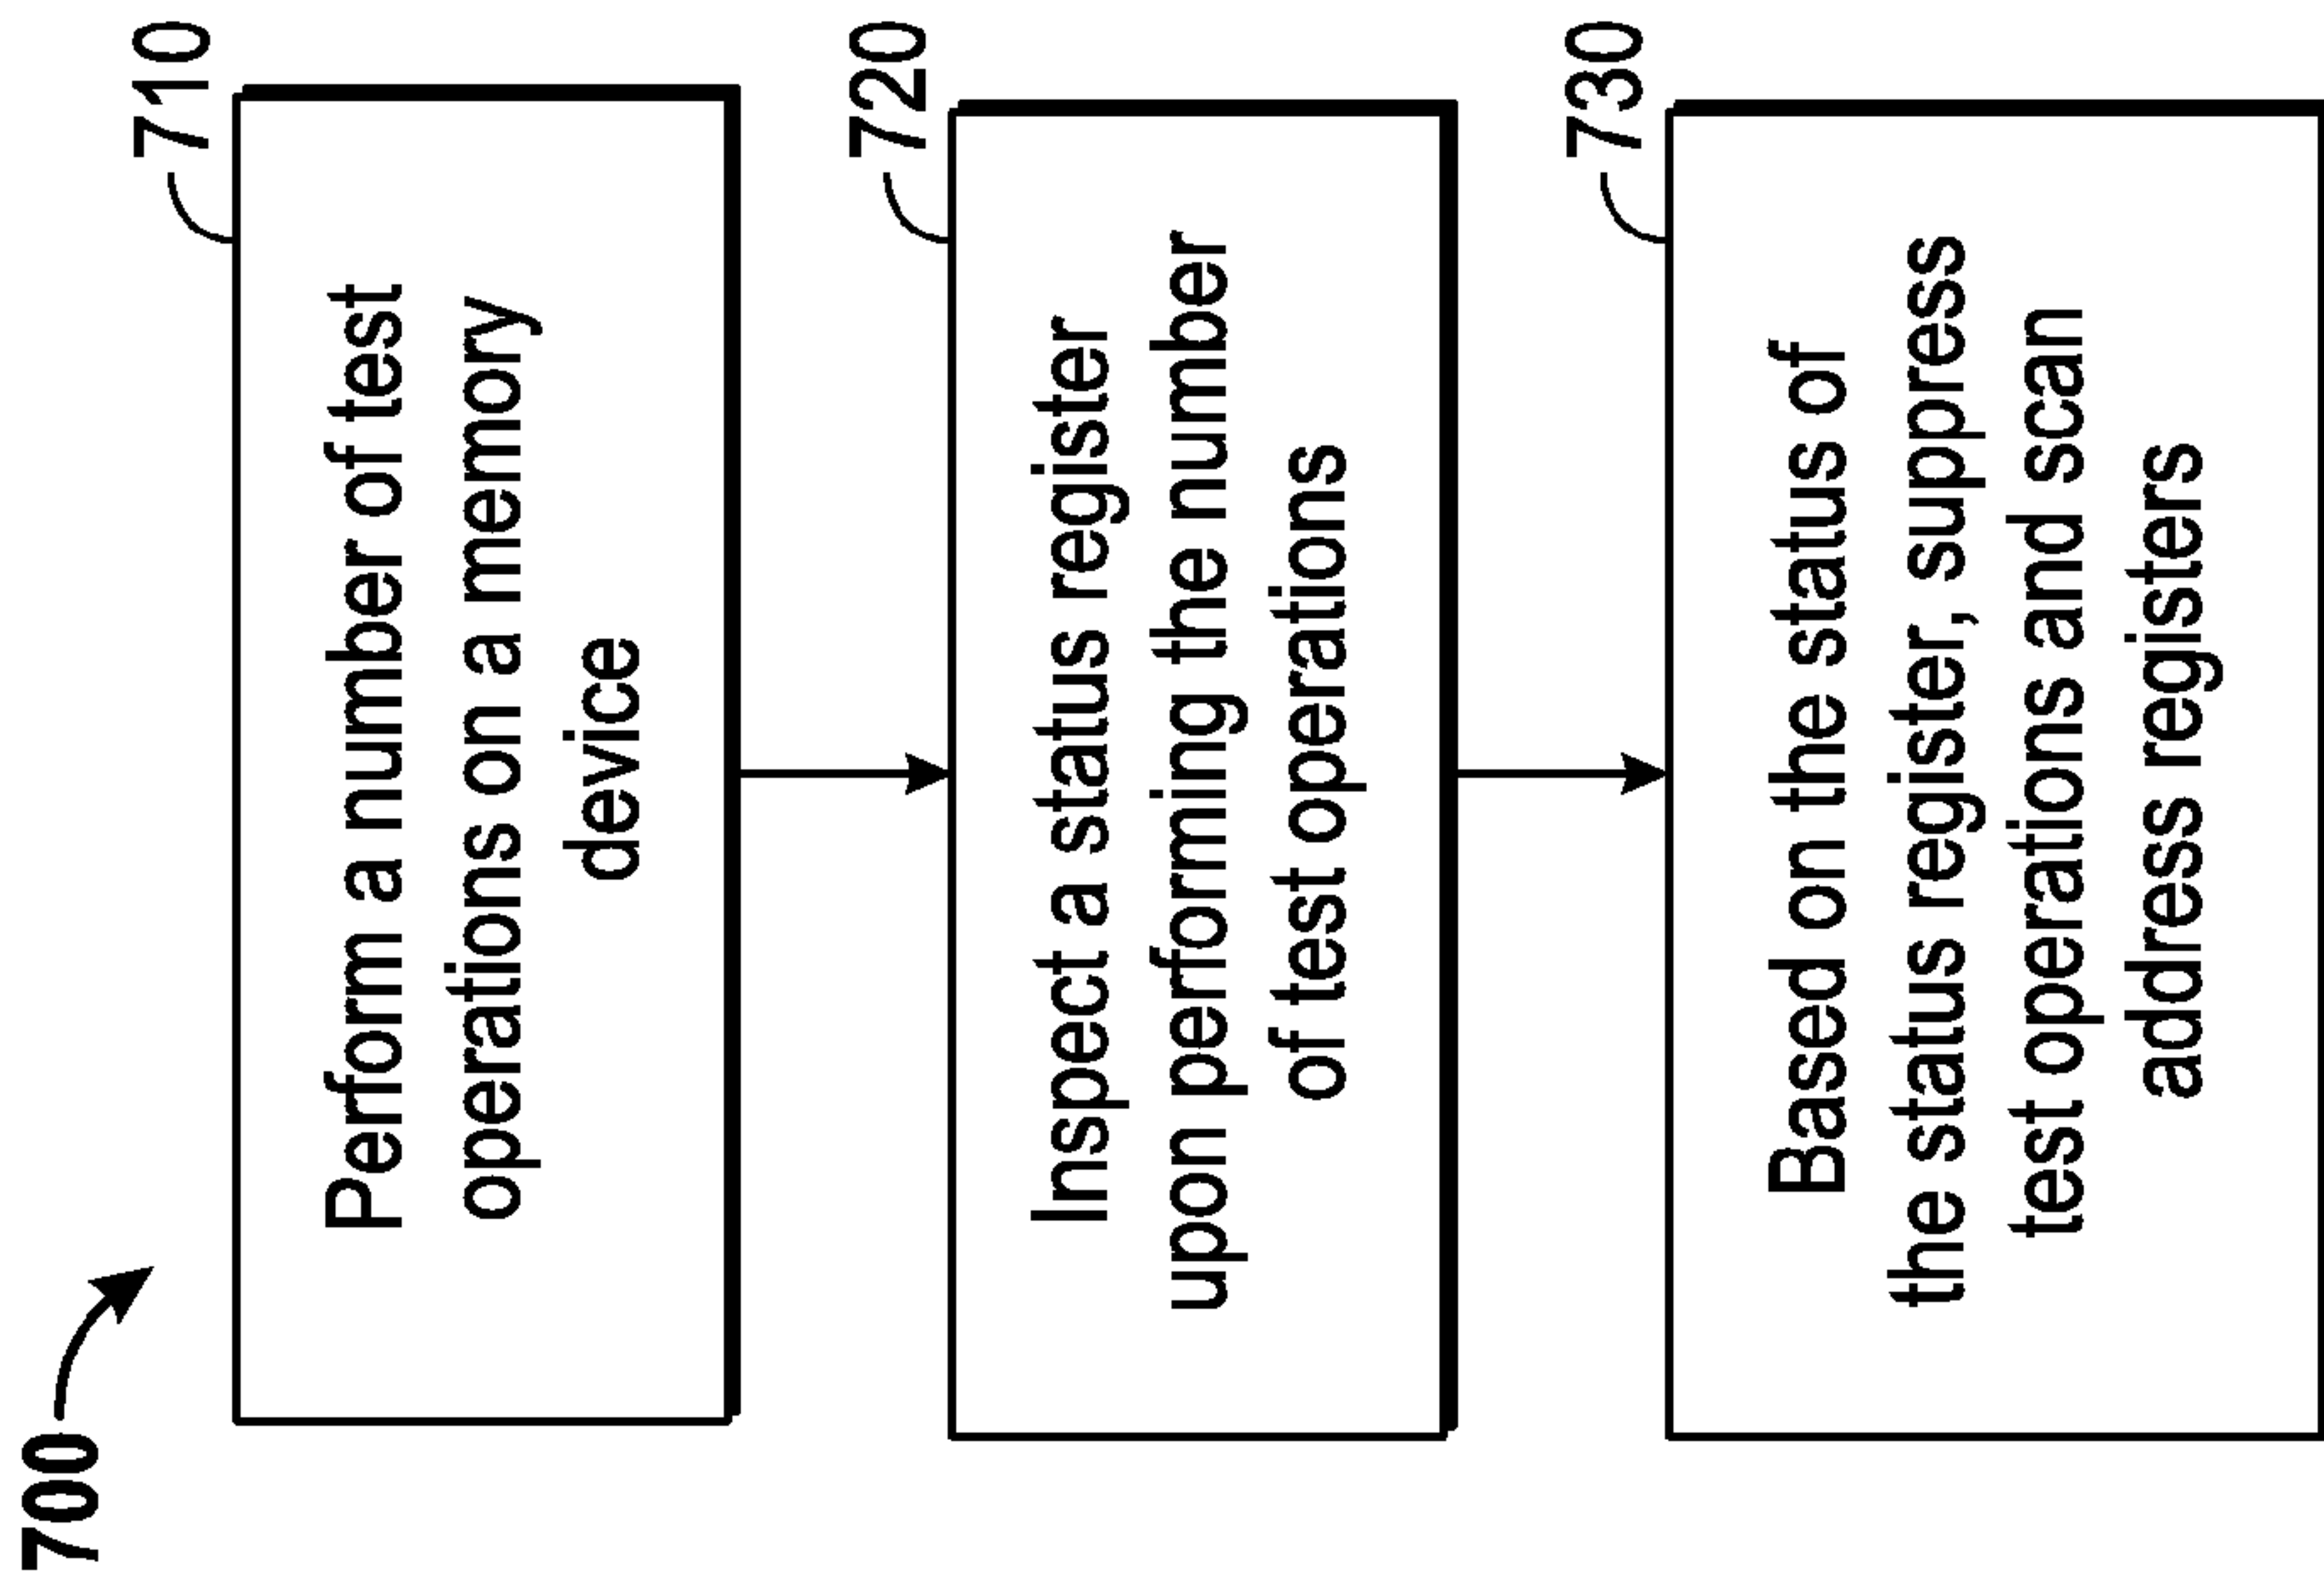 700
710
Perform a number of test
operations on a memory
device
720
Inspect a status register
upon performing the number
of test operations
730
Based on the status of
the status register, suppress
test operations and scan
address registers